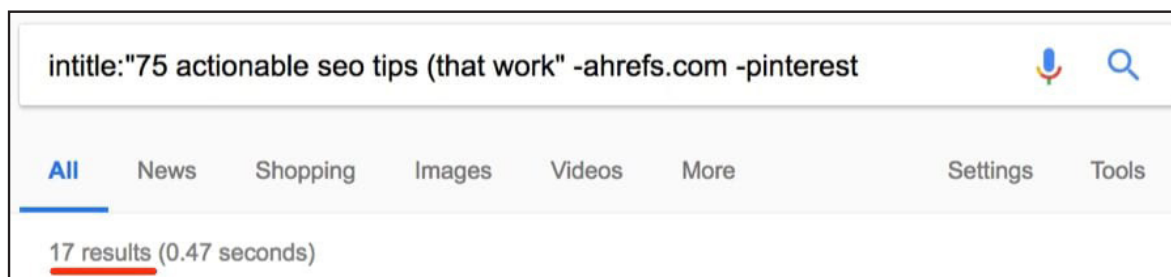 intitle:"75 actionable seo tips (that work" -ahrefs.com -pinterest
All News Shopping Images Videos More Settings Tools
17 results (0.47 seconds)